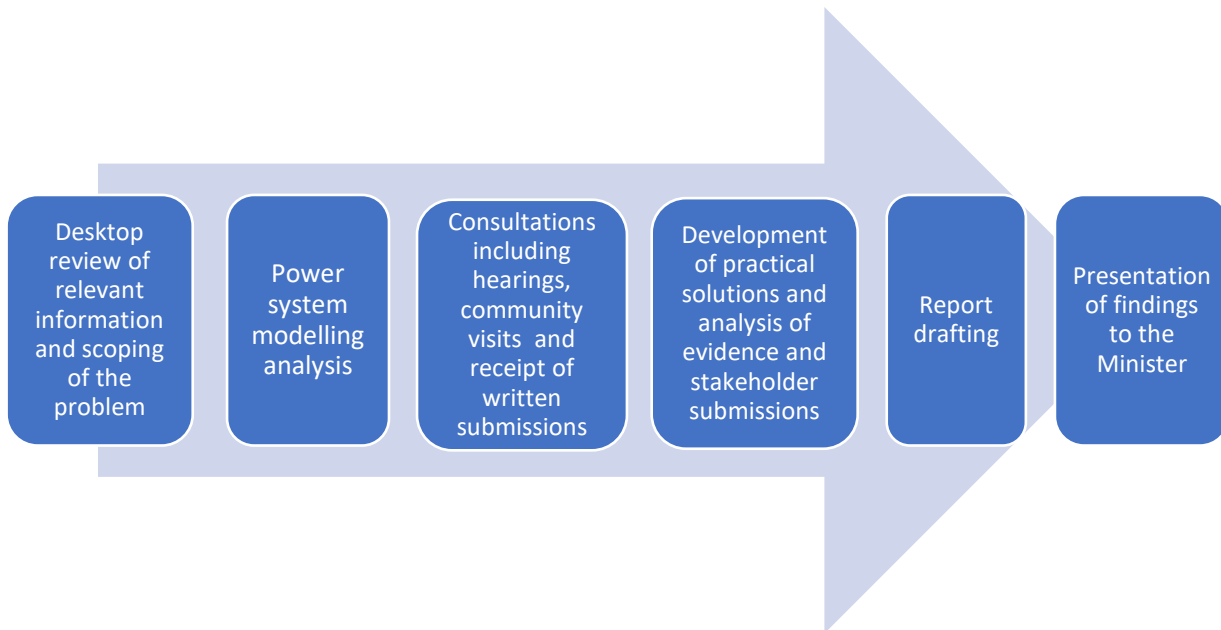 Desktop
review of
relevant
information
and scoping
of the
problem
Power
system
modelling
analysis
Consultations
including
hearings,
community
visits  and
receipt of
written
submissions
Development
of practical
solutions and
analysis of
evidence and
stakeholder
submissions
Report
drafting
Presentation
of findings
to the
Minister